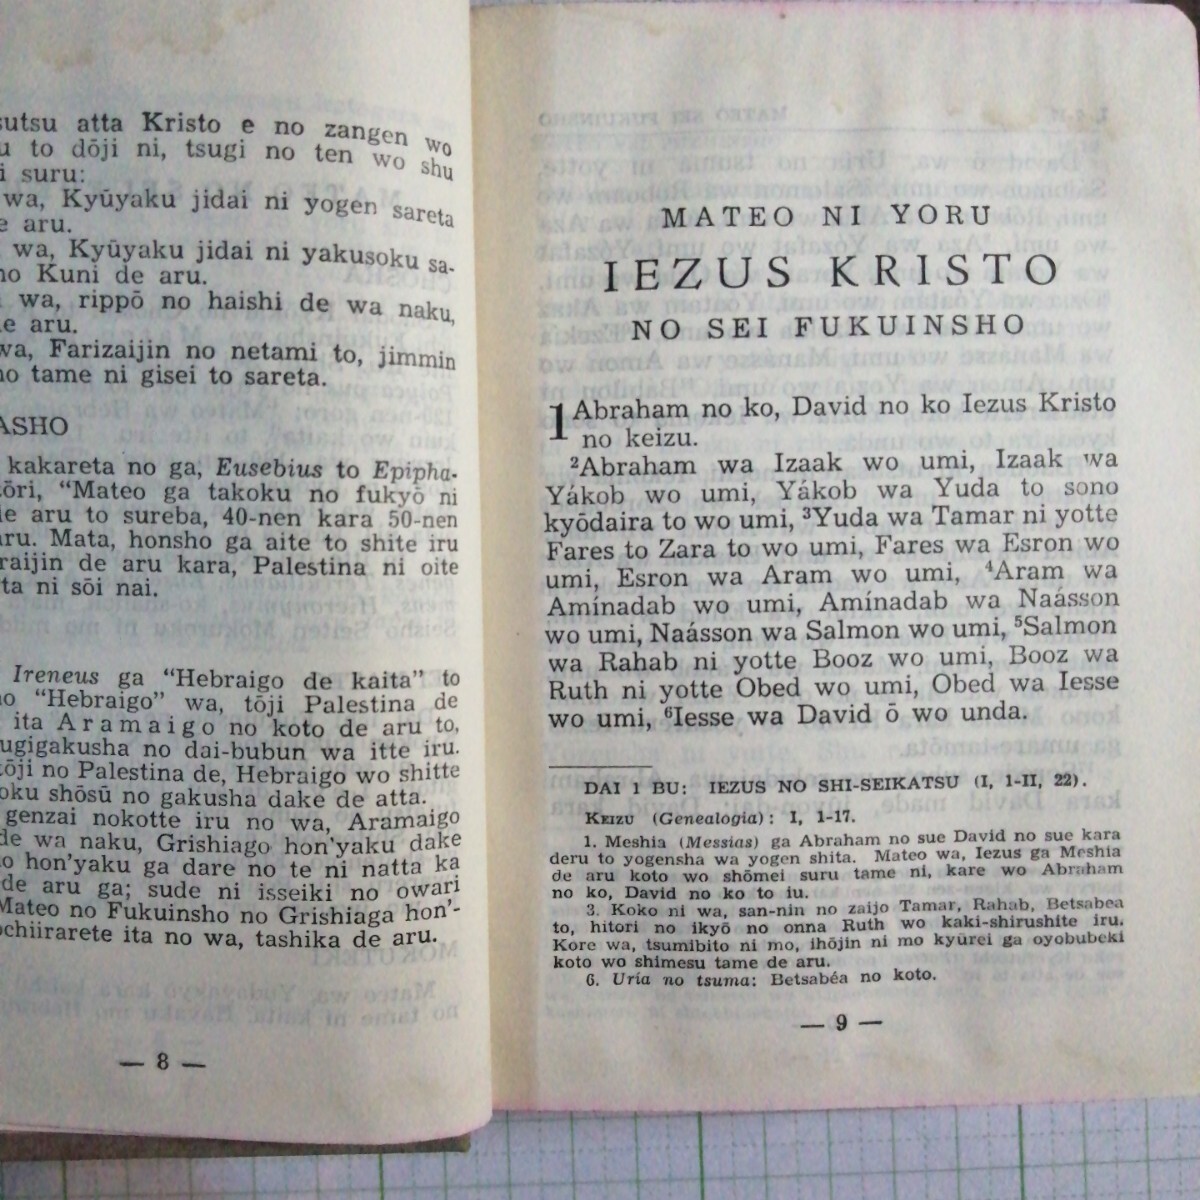 atta Kristo e no zangen wo
to dōji ni, tsugi no ten wo shu
suru:
wa, Kyūyaku jidai ni yogen sareta
aru.
wa, Kyūyaku jidai ni yakusoku sa-
Kuni de aru.
wa, rippō no haishi de wa naku,
aru.
wa, Farizaijin no netami to, jimmin
tame ni gisei to sareta.
ASHO
kakareta no ga, Eusebius to Epipha-
tōri, “Mateo ga takoku no fukyō ni
aru to sureba, 40-nen kara 50-nen
aru. Mata, honsho ga aite to shite iru
raijin de aru kara, Palestina ni oite
ta ni sōi nai.
Ireneus ga “Hebraigo de kaita” to
“Hebraigo” wa, tōji Palestina de
ita Aramaigo no koto de aru to,
ugigakusha no dai-bubun wa itte iru.
tōji no Palestina de, Hebraigo wo shitte
oku shōsū no gakusha dake de atta.
genzai nokotte iru no wa, Aramaigo
de wa naku, Grishiago hon'yaku dake
hon'yaku ga dare no te ni natta ka
de aru ga; sude ni isseiki no owari
Mateo no Fukuinsho no Grishiaga hon'-
ochiirarete ita no wa, tashika de aru.
— 8 —
MATEO NI YORU
IEZUS KRISTO
NO SEI FUKUINSHO
1 Abraham no ko, David no ko Iezus Kristo
no keizu.
²Abraham wa Izaak wo umi, Izaak wa
Yákob wo umi, Yákob wa Yuda to sono
kyōdaira to wo umi, ³Yuda wa Tamar ni yotte
Fares to Zara to wo umi, Fares wa Esron wo
umi, Esron wa Aram wo umi, ⁴Aram wa
Amínadab wo umi, Amínadab wa Naásson
wo umi, Naásson wa Salmon wo umi, ⁵Salmon
wa Rahab ni yotte Booz wo umi, Booz wa
Ruth ni yotte Obed wo umi, Obed wa Iesse
wo umi, ⁶Iesse wa David ō wo unda.
DAI 1 BU: IEZUS NO SHI-SEIKATSU (I, 1-II, 22).
KEIZU (Genealogia): I, 1-17.
1. Meshia (Messias) ga Abraham no sue David no sue kara
deru to yogensha wa yogen shita. Mateo wa, Iezus ga Meshia
de aru koto wo shōmei suru tame ni, kare wo Abraham
no ko, David no ko to iu.
3. Koko ni wa, san-nin no zaijo Tamar, Rahab, Betsabea
to, hitori no ikyō no onna Ruth wo kaki-shirushite iru.
Kore wa, tsumibito ni mo, ihōjin ni mo kyūrei ga oyobubeki
koto wo shimesu tame de aru.
6. Uría no tsuma: Betsabéa no koto.
— 9 —